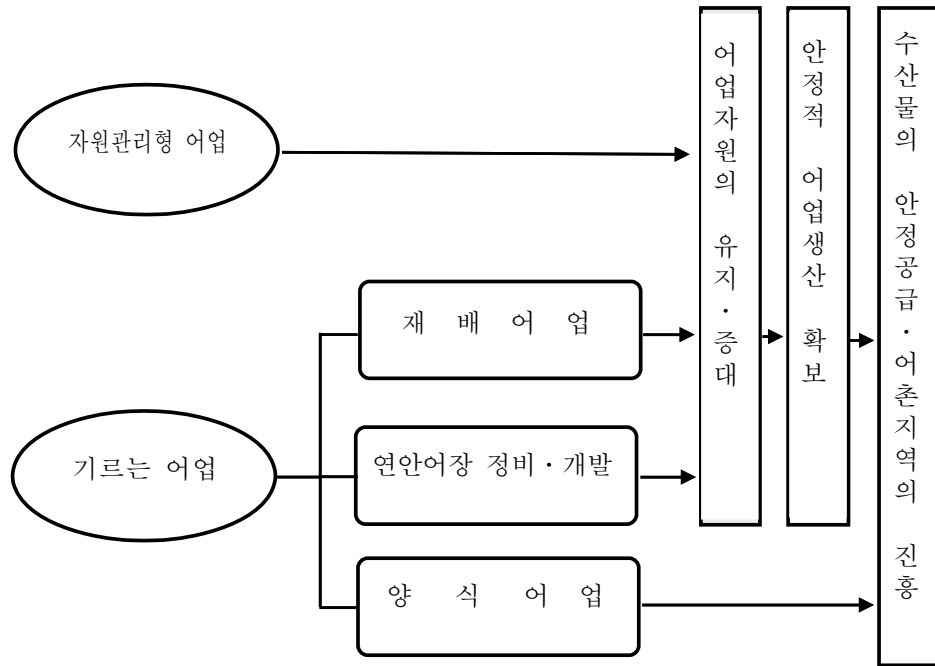 자원관리형 어업
기르는 어업
재 배 어 업
연안어장 정비·개발
양 식 어 업
어업자원의 유지·증대
안정적 어업생산 확보
수산물의 안정공급·어촌지역의 진흥